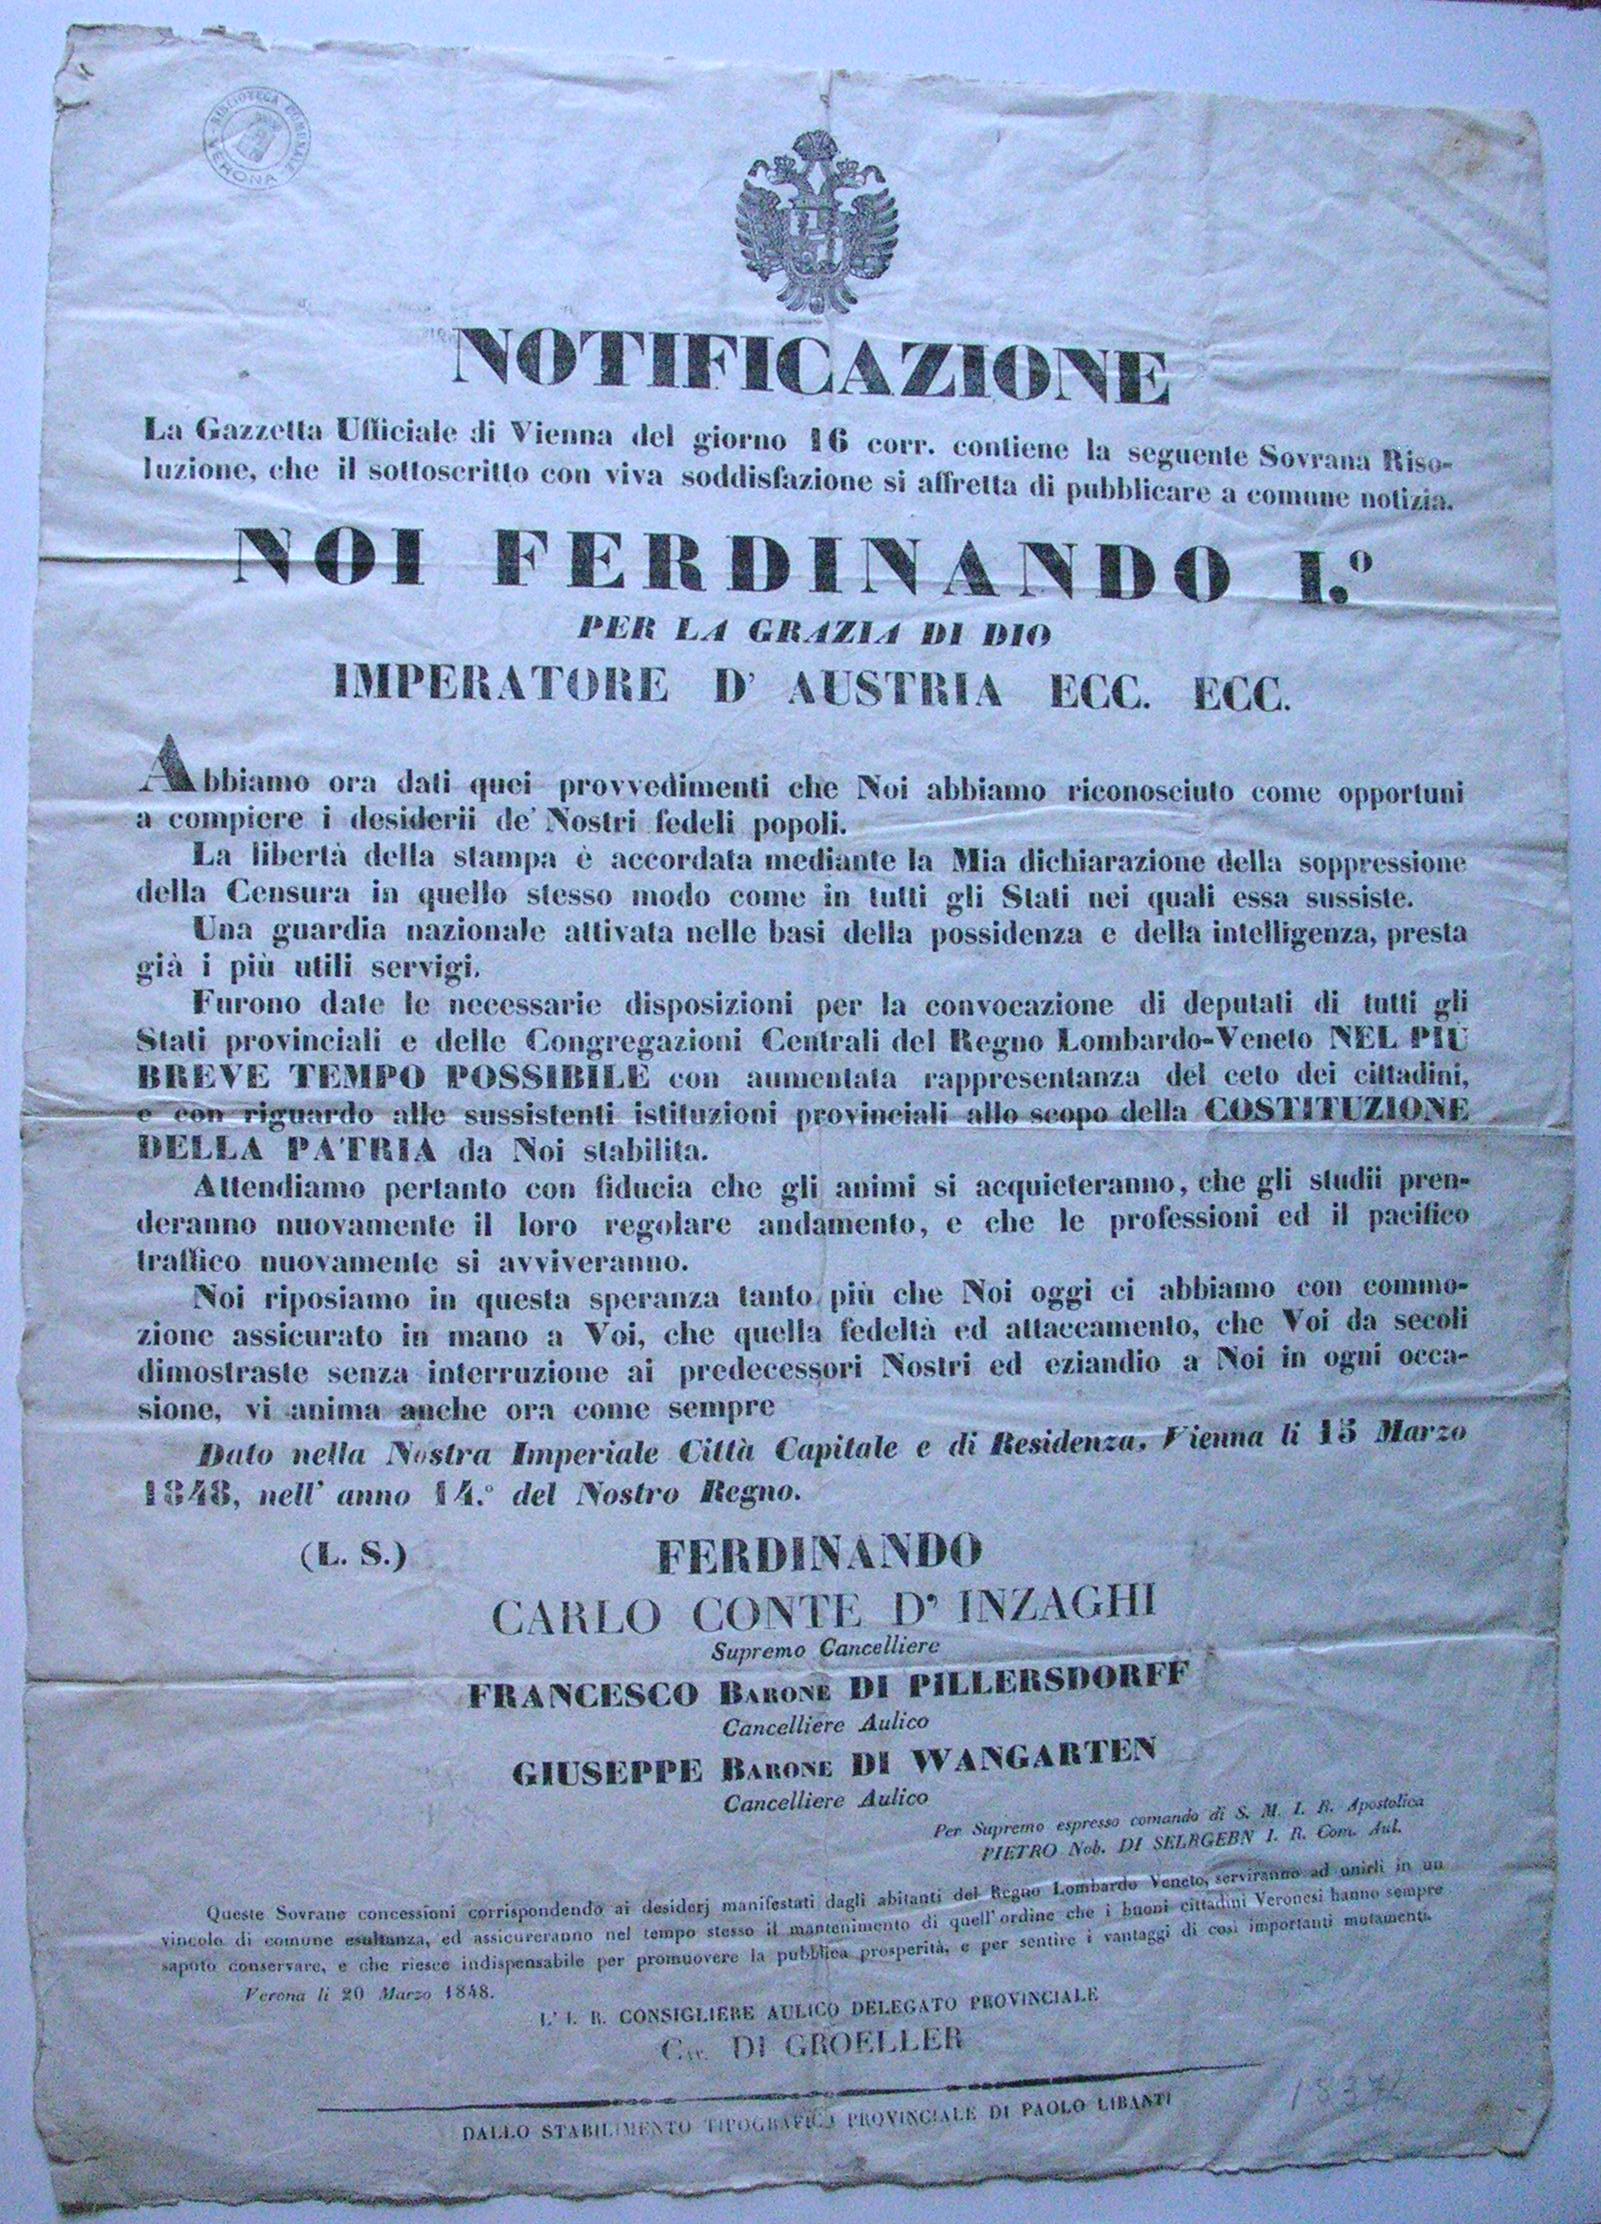 BIBLIOTECA COMUNALE
VERONA
NOTIFICAZIONE
La Gazzetta Ufficiale di Vienna del giorno 16 corr. contiene la seguente Sovrana Riso-
luzione, che il sottoscritto con viva soddisfazione si affretta di pubblicare a comune notizia.
NOI FERDINANDO I.º
PER LA GRAZIA DI DIO
IMPERATORE D' AUSTRIA ECC. ECC.
Abbiamo ora dati quei provvedimenti che Noi abbiamo riconosciuto come opportuni
a compiere i desiderii de' Nostri fedeli popoli.
La libertà della stampa è accordata mediante la Mia dichiarazione della soppressione
della Censura in quello stesso modo come in tutti gli Stati nei quali essa sussiste.
Una guardia nazionale attivata nelle basi della possidenza e della intelligenza, presta
già i più utili servigi.
Furono date le necessarie disposizioni per la convocazione di deputati di tutti gli
Stati provinciali e delle Congregazioni Centrali del Regno Lombardo-Veneto NEL PIÙ
BREVE TEMPO POSSIBILE con aumentata rappresentanza del ceto dei cittadini,
e con riguardo alle sussistenti istituzioni provinciali allo scopo della COSTITUZIONE
DELLA PATRIA da Noi stabilita.
Attendiamo pertanto con fiducia che gli animi si acquieteranno, che gli studii pren-
deranno nuovamente il loro regolare andamento, e che le professioni ed il pacifico
traffico nuovamente si avviveranno.
Noi riposiamo in questa speranza tanto più che Noi oggi ci abbiamo con commo-
zione assicurato in mano a Voi, che quella fedeltà ed attaccamento, che Voi da secoli
dimostraste senza interruzione ai predecessori Nostri ed eziandio a Noi in ogni occa-
sione, vi anima anche ora come sempre
Dato nella Nostra Imperiale Città Capitale e di Residenza, Vienna li 15 Marzo
1848, nell' anno 14.º del Nostro Regno.
(L. S.) FERDINANDO
CARLO CONTE D' INZAGHI
Supremo Cancelliere
FRANCESCO BARONE DI PILLERSDORFF
Cancelliere Aulico
GIUSEPPE BARONE DI WANGARTEN
Cancelliere Aulico
Per Supremo espresso comando di S. M. I. R. Apostolica
PIETRO Nob. DI SELRGEBN I. R. Com. Aul.
Queste Sovrane concessioni corrispondendo ai desiderj manifestati dagli abitanti del Regno Lombardo Veneto, serviranno ad unirli in un
vincolo di comune esultanza, ed assicureranno nel tempo stesso il mantenimento di quell' ordine che i buoni cittadini Veronesi hanno sempre
saputo conservare, e che riesce indispensabile per promuovere la pubblica prosperità, e per sentire i vantaggi di così importanti mutamenti.
Verona li 20 Marzo 1848.
L' I. R. CONSIGLIERE AULICO DELEGATO PROVINCIALE
CAV. DI GROELLER
DALLO STABILIMENTO TIPOGRAFICO PROVINCIALE DI PAOLO LIBANTI